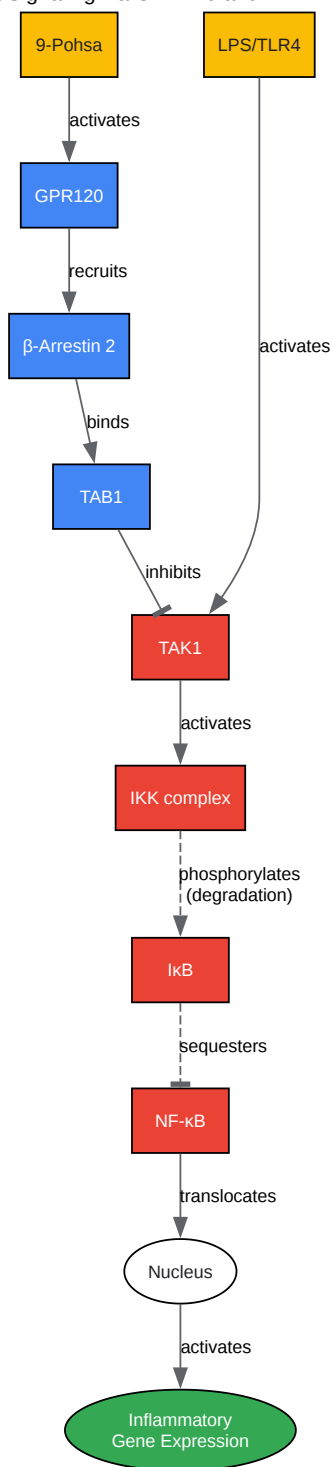 9-Pohsa
LPS/TLR4
activates
GPR120
recruits
β-Arrestin 2
activates
binds
TAB1
inhibits
TAK1
activates
IKK complex
phosphorylates
(degradation)
IκB
sequesters
NF-κB
translocates
Nucleus
activates
Inflammatory
Gene Expression